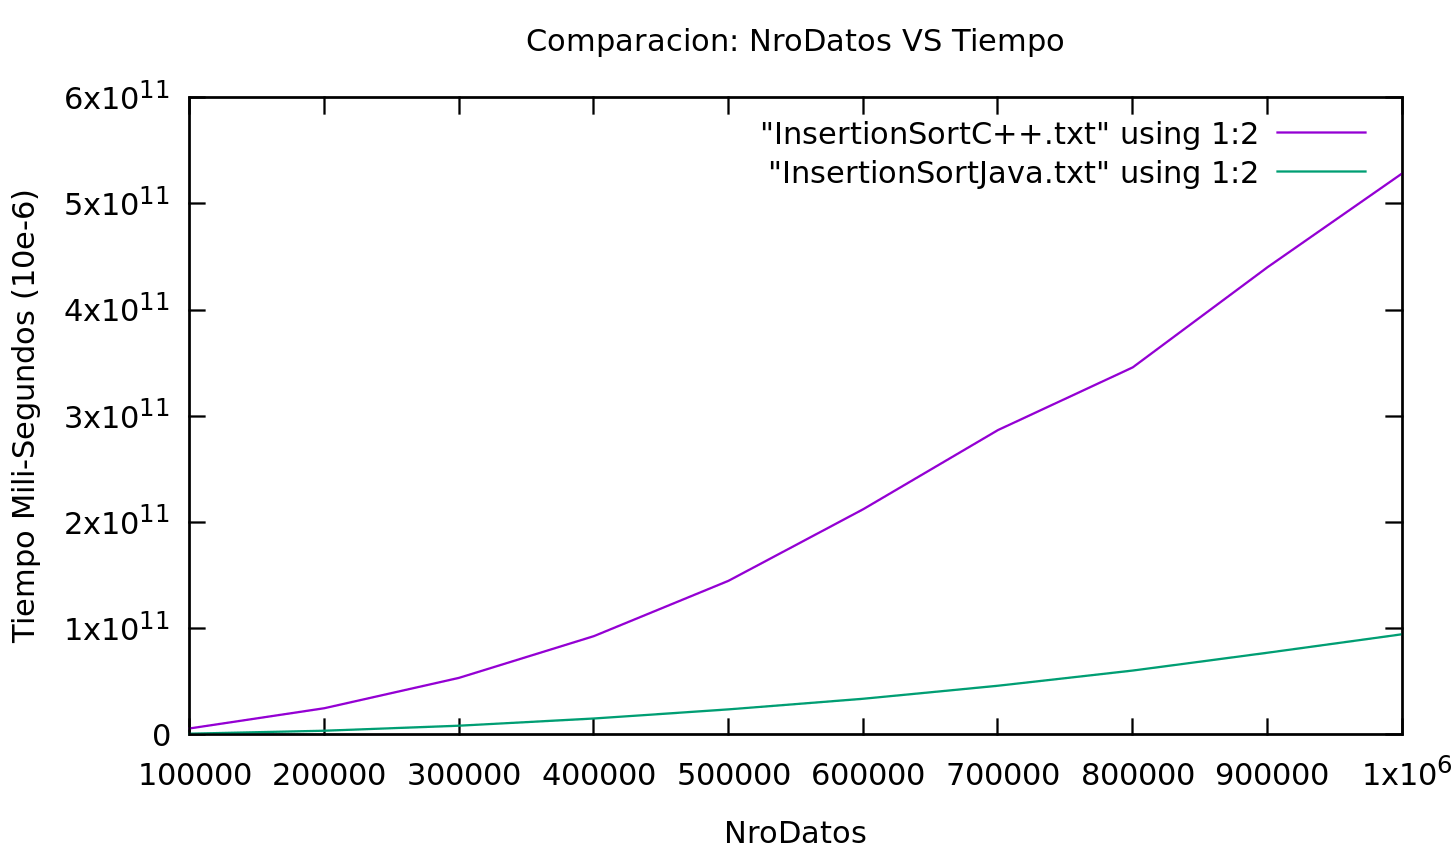 Comparacion: NroDatos VS Tiempo
"InsertionSortC++.txt" using 1:2
"InsertionSortJava.txt" using 1:2
Tiempo Mili-Segundos (10e-6)
6x10^11
5x10^11
4x10^11
3x10^11
2x10^11
1x10^11
0
100000 200000 300000 400000 500000 600000 700000 800000 900000 1x10^6
NroDatos